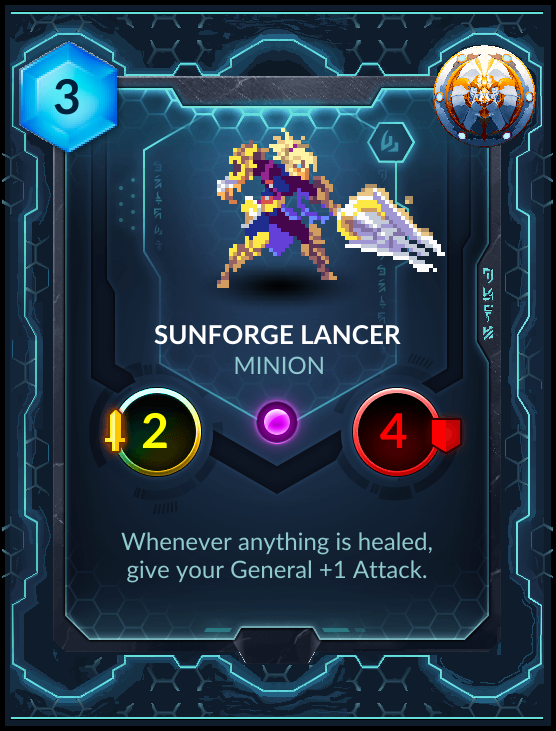 3
SUNFORGE LANCER
MINION
2 4
Whenever anything is healed,
give your General +1 Attack.